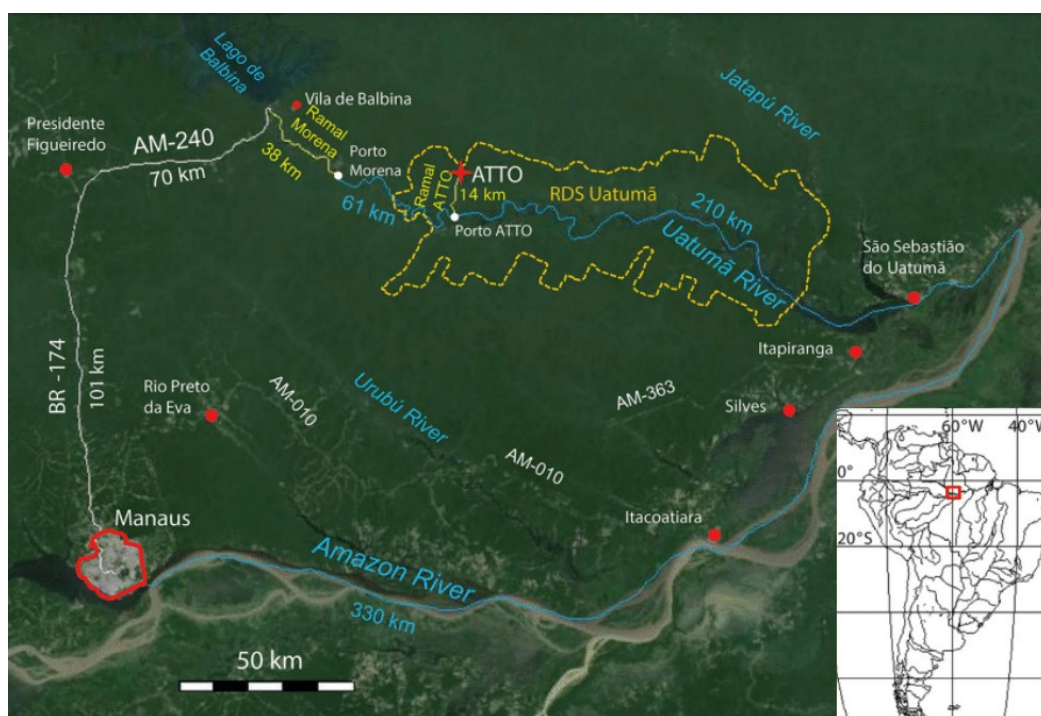 Lago de
Balbina
Vila de Balbina
Jatapú River
Presidente
Figueiredo
AM-240
70 km
Ramal
Morena
38 km
Porto
Morena
61 km
Ramal
ATTO
ATTO
14 km
Porto ATTO
RDS Uatumã
210 km
Uatumã River
São Sebastião
do Uatumã
Itapiranga
BR -174
101 km
Rio Preto
da Eva
AM-010
Urubú River
AM-363
Silves
AM-010
Itacoatiara
Manaus
Amazon River
330 km
50 km
60°W
40°W
0°
20°S